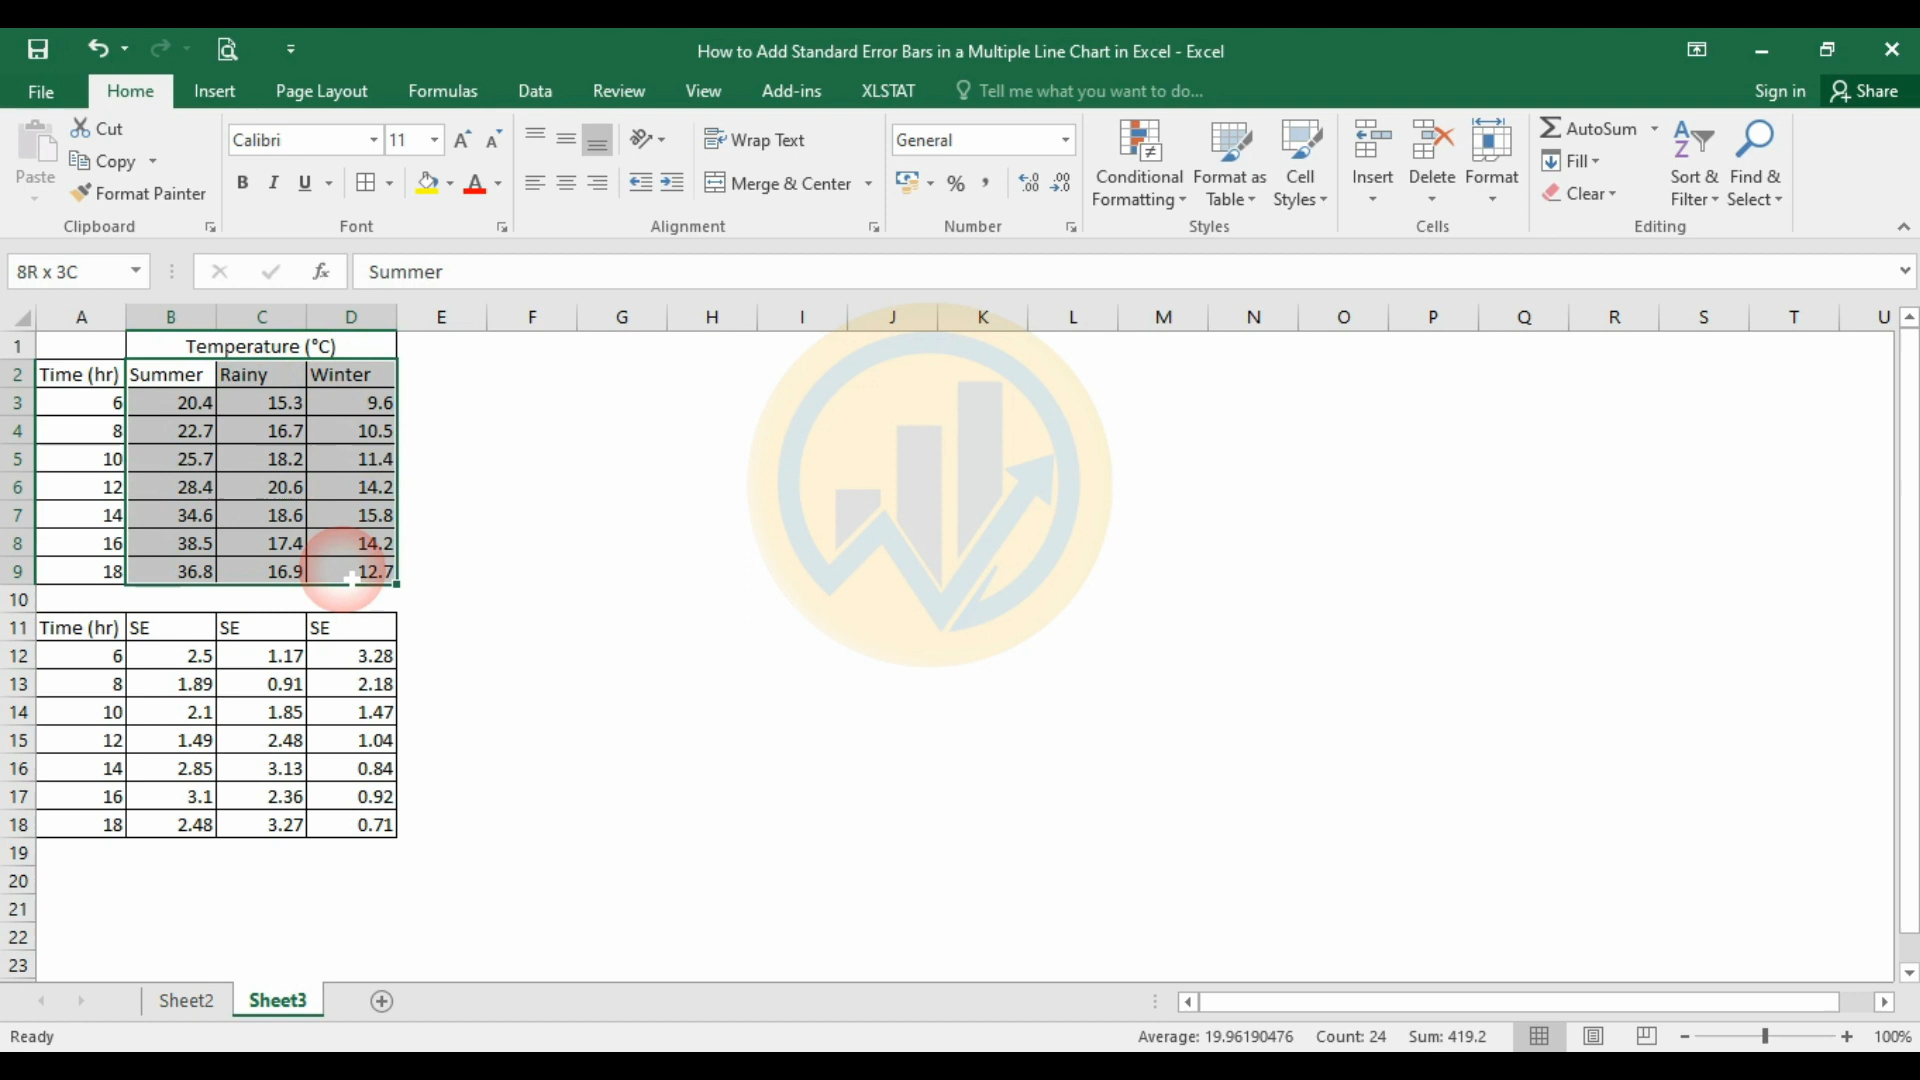 How to Add Standard Error Bars in a Multiple Line Chart in Excel - Excel
File Home Insert Page Layout Formulas Data Review View Add-ins XLSTAT Tell me what you want to do... Sign in Share
Paste Cut Copy Format Painter Clipboard
Calibri 11 B I U A Font
Wrap Text Merge & Center Alignment
General % , .00 .0 Number
Conditional Formatting Format as Table Cell Styles Styles
Insert Delete Format Cells
AutoSum Fill Clear Sort & Filter Find & Select Editing
8R x 3C fx Summer
A B C D E F G H I J K L M N O P Q R S T U
1 Temperature (°C)
2 Time (hr) Summer Rainy Winter
3 6 20.4 15.3 9.6
4 8 22.7 16.7 10.5
5 10 25.7 18.2 11.4
6 12 28.4 20.6 14.2
7 14 34.6 18.6 15.8
8 16 38.5 17.4 14.2
9 18 36.8 16.9 12.7
10
11 Time (hr) SE SE SE
12 6 2.5 1.17 3.28
13 8 1.89 0.91 2.18
14 10 2.1 1.85 1.47
15 12 1.49 2.48 1.04
16 14 2.85 3.13 0.84
17 16 3.1 2.36 0.92
18 18 2.48 3.27 0.71
19
20
21
22
23
Sheet2 Sheet3
Ready Average: 19.96190476 Count: 24 Sum: 419.2 100%